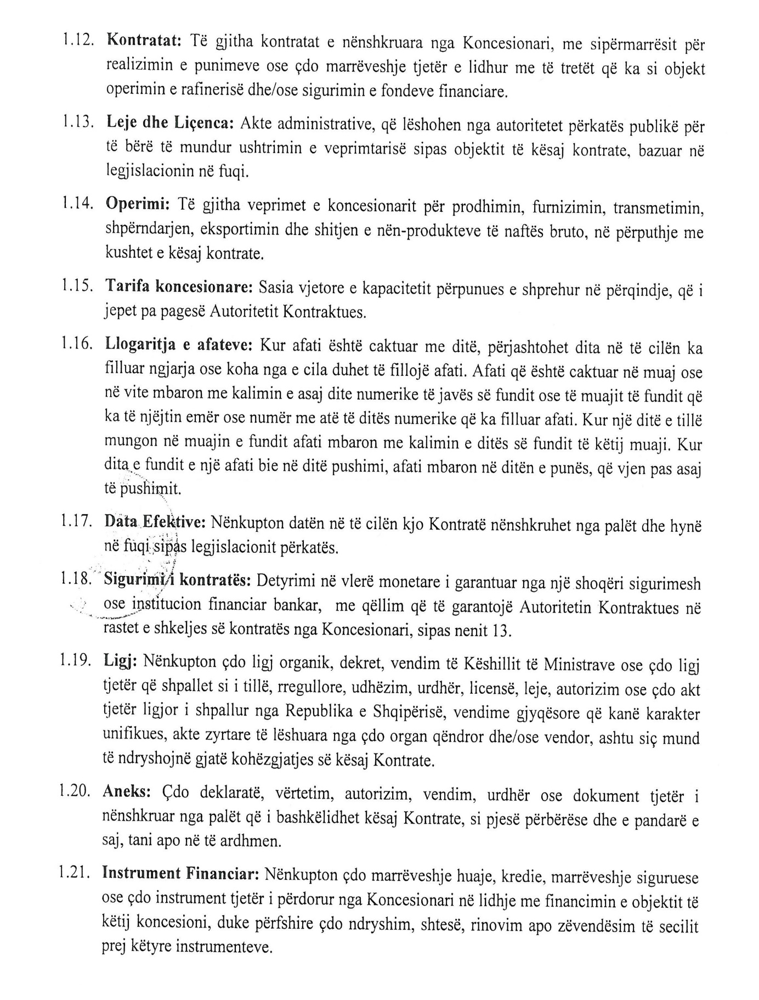 1.12. Kontratat: Të gjitha kontratat e nënshkruara nga Koncesionari, me sipërmarrësit për
realizimin e punimeve ose çdo marrëveshje tjetër e lidhur me të tretët që ka si objekt
operimin e rafinerisë dhe/ose sigurimin e fondeve financiare.
1.13. Leje dhe Liçenca: Akte administrative, që lëshohen nga autoritetet përkatës publikë për
të bërë të mundur ushtrimin e veprimtarisë sipas objektit të kësaj kontrate, bazuar në
legjislacionin në fuqi.
1.14. Operimi: Të gjitha veprimet e koncesionarit për prodhimin, furnizimin, transmetimin,
shpërndarjen, eksportimin dhe shitjen e nën-produkteve të naftës bruto, në përputhje me
kushtet e kësaj kontrate.
1.15. Tarifa koncesionare: Sasia vjetore e kapacitetit përpunues e shprehur në përqindje, që i
jepet pa pagesë Autoritetit Kontraktues.
1.16. Llogaritja e afateve: Kur afati është caktuar me ditë, përjashtohet dita në të cilën ka
filluar ngjarja ose koha nga e cila duhet të fillojë afati. Afati që është caktuar në muaj ose
në vite mbaron me kalimin e asaj dite numerike të javës së fundit ose të muajit të fundit që
ka të njëjtin emër ose numër me atë të ditës numerike që ka filluar afati. Kur një ditë e tillë
mungon në muajin e fundit afati mbaron me kalimin e ditës së fundit të këtij muaji. Kur
dita e fundit e një afati bie në ditë pushimi, afati mbaron në ditën e punës, që vjen pas asaj
të pushimit.
1.17. Data Efektive: Nënkupton datën në të cilën kjo Kontratë nënshkruhet nga palët dhe hynë
në fuqi sipas legjislacionit përkatës.
1.18. Sigurimi i kontratës: Detyrimi në vlerë monetare i garantuar nga një shoqëri sigurimesh
ose institucion financiar bankar, me qëllim që të garantojë Autoritetin Kontraktues në
rastet e shkeljes së kontratës nga Koncesionari, sipas nenit 13.
1.19. Ligj: Nënkupton çdo ligj organik, dekret, vendim të Këshillit të Ministrave ose çdo ligj
tjetër që shpallet si i tillë, rregullore, udhëzim, urdhër, licensë, leje, autorizim ose çdo akt
tjetër ligjor i shpallur nga Republika e Shqipërisë, vendime gjyqësore që kanë karakter
unifikues, akte zyrtare të lëshuara nga çdo organ qëndror dhe/ose vendor, ashtu siç mund
të ndryshojnë gjatë kohëzgjatjes së kësaj Kontrate.
1.20. Aneks: Çdo deklaratë, vërtetim, autorizim, vendim, urdhër ose dokument tjetër i
nënshkruar nga palët që i bashkëlidhet kësaj Kontrate, si pjesë përbërëse dhe e pandarë e
saj, tani apo në të ardhmen.
1.21. Instrument Financiar: Nënkupton çdo marrëveshje huaje, kredie, marrëveshje siguruese
ose çdo instrument tjetër i përdorur nga Koncesionari në lidhje me financimin e objektit të
këtij koncesioni, duke përfshire çdo ndryshim, shtesë, rinovim apo zëvendësim të secilit
prej këtyre instrumenteve.